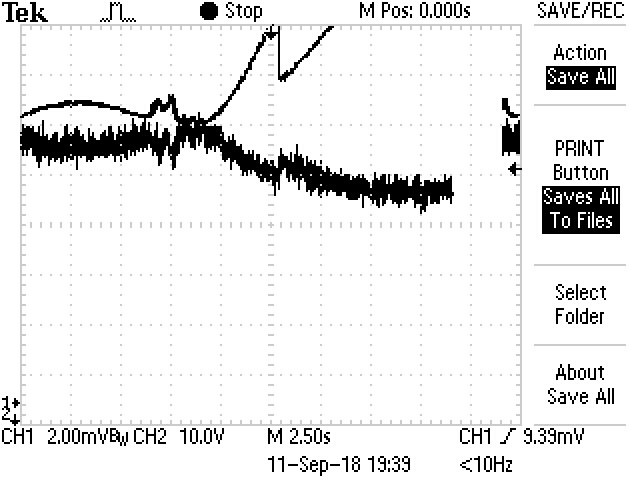 Tek Stop M Pos: 0.000s SAVE/REC
Action
Save All
PRINT
Button
Saves All
To Files
Select
Folder
About
Save All
1
2
CH1 2.00mVBw CH2 10.0V M 2.50s CH1 9.39mV
11-Sep-18 19:39 <10Hz